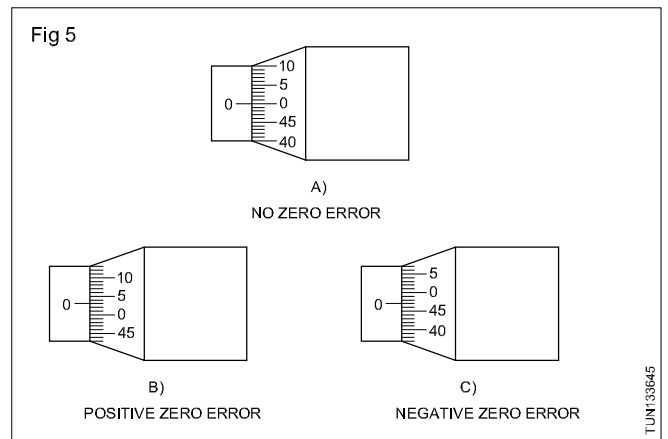 Fig 5
10
5
0 0
45
40
A)
NO ZERO ERROR
10
5
0
0
45
B)
POSITIVE ZERO ERROR
5
0
0
45
40
C)
NEGATIVE ZERO ERROR
TUN133645